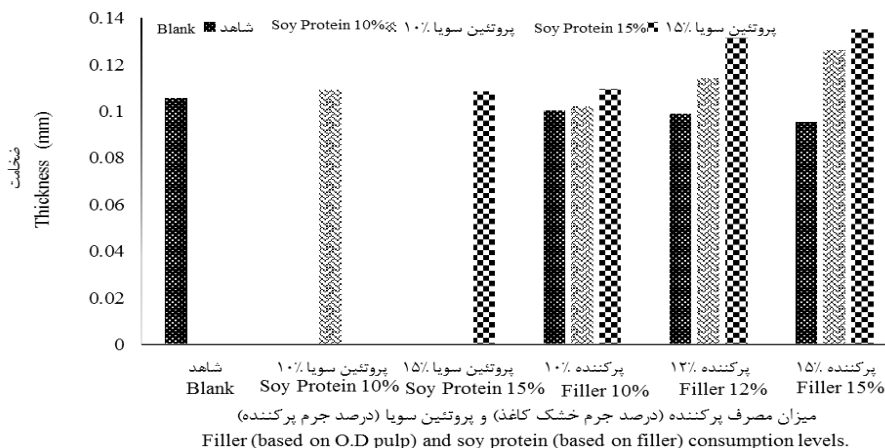 0.14
Blank شاهد Soy Protein 10% پروتئین سویا ۱۰٪ Soy Protein 15% پروتئین سویا ۱۵٪
0.12
0.1
0.08
0.06
0.04
0.02
0
ضخامت
Thickness (mm)
شاهد پروتئین سویا ۱۰٪ پروتئین سویا ۱۵٪ پرکننده ۱۰٪ پرکننده ۱۲٪ پرکننده ۱۵٪
Blank Soy Protein 10% Soy Protein 15% Filler 10% Filler 12% Filler 15%
میزان مصرف پرکننده (درصد جرم خشک کاغذ) و پروتئین سویا (درصد جرم پرکننده)
Filler (based on O.D pulp) and soy protein (based on filler) consumption levels.